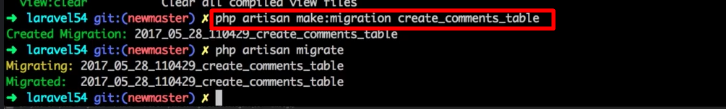 view:clear Clear all compiled view files
➜ laravel54 git:(newmaster) ✗ php artisan make:migration create_comments_table
Created Migration: 2017_05_28_110429_create_comments_table
➜ laravel54 git:(newmaster) ✗ php artisan migrate
Migrating: 2017_05_28_110429_create_comments_table
Migrated: 2017_05_28_110429_create_comments_table
➜ laravel54 git:(newmaster) ✗